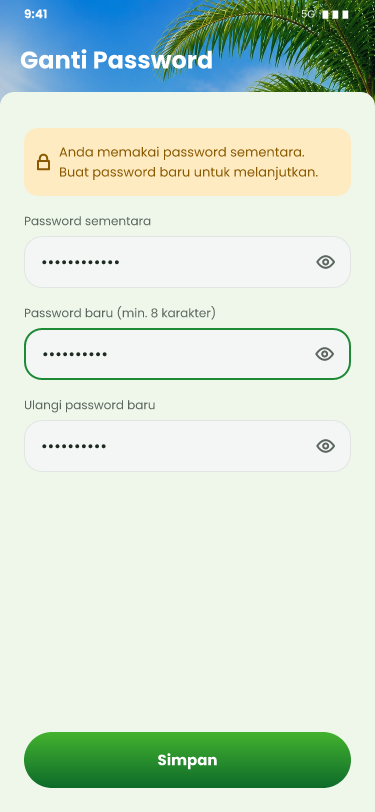 9:41
5G
Ganti Password
Anda memakai password sementara.
Buat password baru untuk melanjutkan.
Password sementara
••••••••••••
Password baru (min. 8 karakter)
••••••••••
Ulangi password baru
••••••••••
Simpan